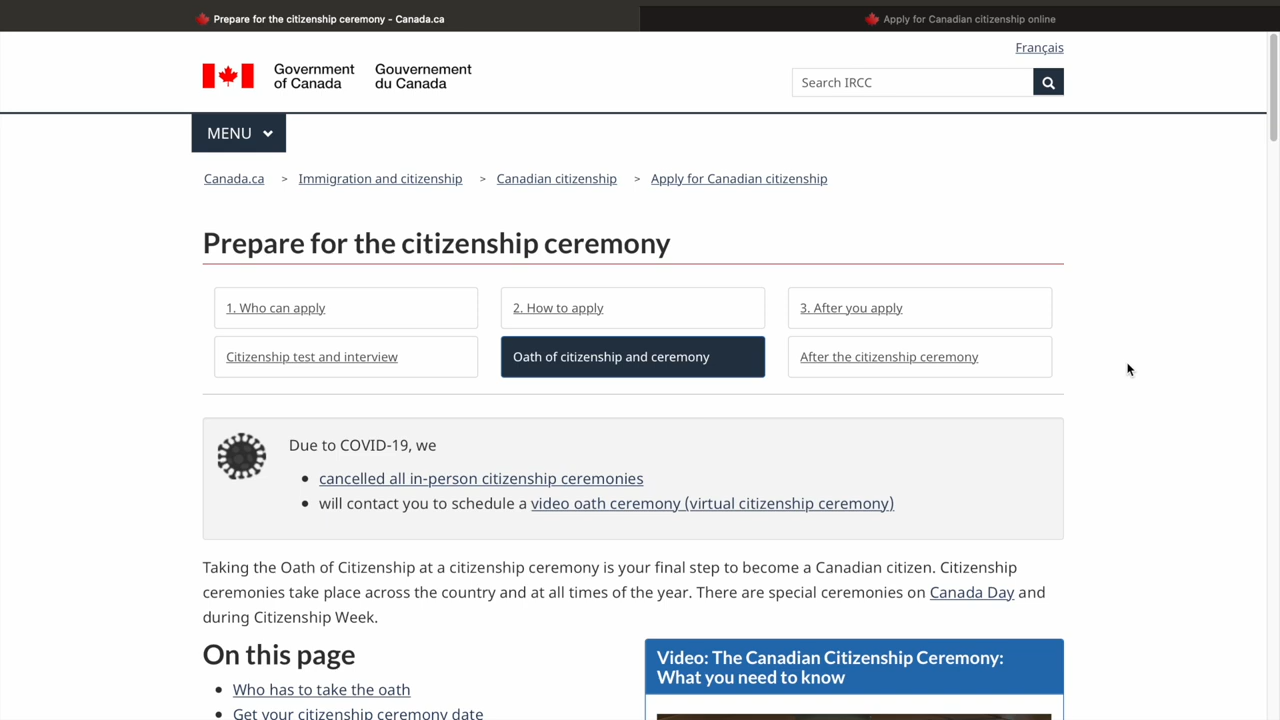 Prepare for the citizenship ceremony - Canada.ca
Apply for Canadian citizenship online
Français
Government of Canada
Gouvernement du Canada
Search IRCC
MENU
Canada.ca > Immigration and citizenship > Canadian citizenship > Apply for Canadian citizenship
Prepare for the citizenship ceremony
1. Who can apply
2. How to apply
3. After you apply
Citizenship test and interview
Oath of citizenship and ceremony
After the citizenship ceremony
Due to COVID-19, we
• cancelled all in-person citizenship ceremonies
• will contact you to schedule a video oath ceremony (virtual citizenship ceremony)
Taking the Oath of Citizenship at a citizenship ceremony is your final step to become a Canadian citizen. Citizenship
ceremonies take place across the country and at all times of the year. There are special ceremonies on Canada Day and
during Citizenship Week.
On this page
• Who has to take the oath
• Get your citizenship ceremony date
Video: The Canadian Citizenship Ceremony:
What you need to know